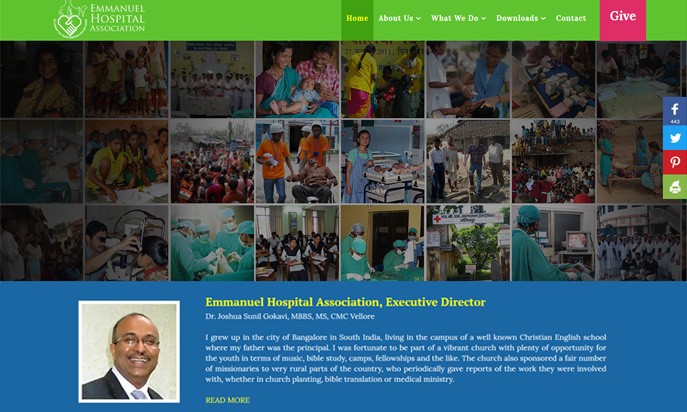 EMMANUEL
HOSPITAL
ASSOCIATION
Home
About Us
What We Do
Downloads
Contact
Give
443
Emmanuel Hospital Association, Executive Director
Dr. Joshua Sunil Gokavi, MBBS, MS, CMC Vellore
I grew up in the city of Bangalore in South India, living in the campus of a well known Christian English school
where my father was the principal. I was fortunate to be part of a vibrant church with plenty of opportunity for
the youth in terms of music, bible study, camps, fellowships and the like. The church also sponsored a fair number
of missionaries to very rural parts of the country, who periodically gave reports of the work they were involved
with, whether in church planting, bible translation or medical ministry.
READ MORE